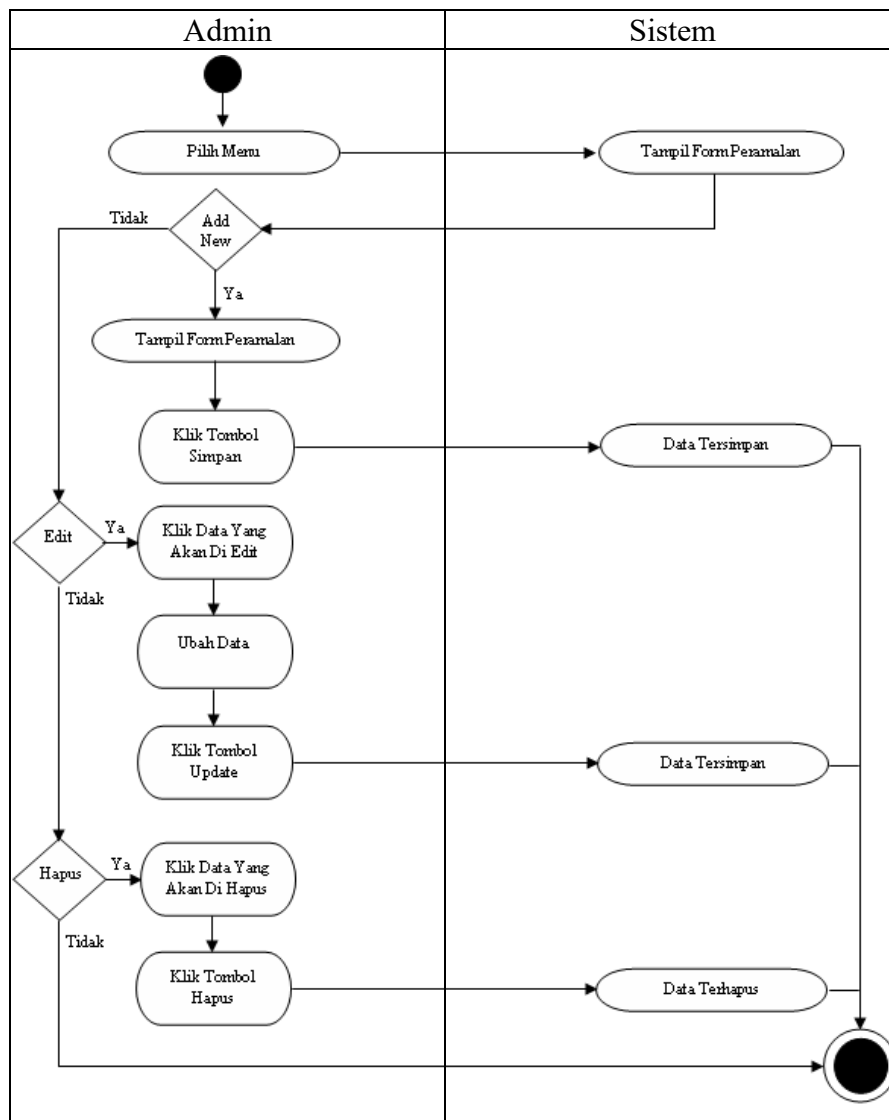 Admin
Sistem
Pilih Menu
Tampil Form Peramalan
Tidak
Add
New
Ya
Tampil Form Peramalan
Klik Tombol
Simpan
Data Tersimpan
Edit
Ya
Klik Data Yang
Akan Di Edit
Tidak
Ubah Data
Klik Tombol
Update
Data Tersimpan
Hapus
Ya
Klik Data Yang
Akan Di Hapus
Tidak
Klik Tombol
Hapus
Data Terhapus